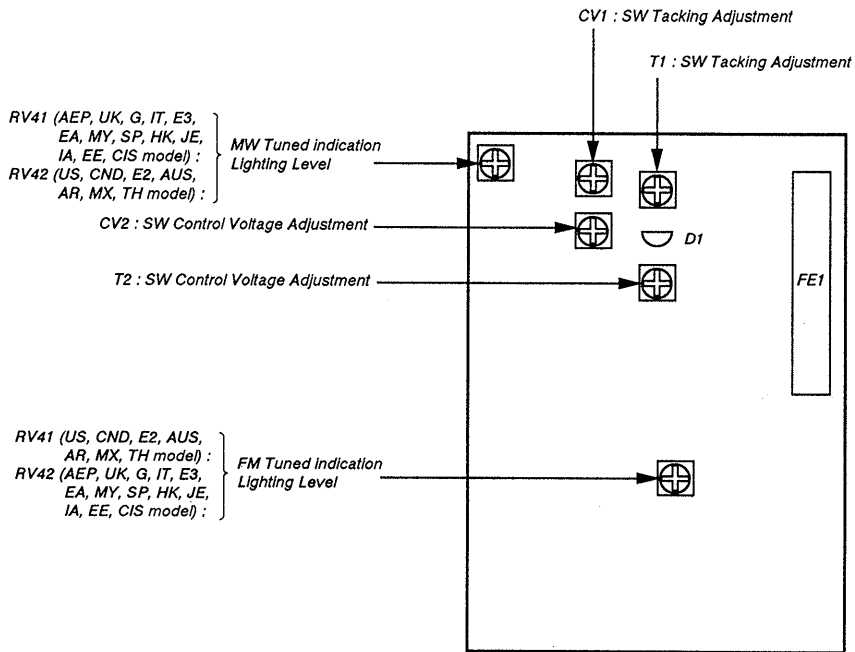 CV1 : SW Tacking Adjustment
T1 : SW Tacking Adjustment
RV41 (AEP, UK, G, IT, E3,
EA, MY, SP, HK, JE,
IA, EE, CIS model) :
RV42 (US, CND, E2, AUS,
AR, MX, TH model) :
MW Tuned indication
Lighting Level
CV2 : SW Control Voltage Adjustment
D1
T2 : SW Control Voltage Adjustment
FE1
RV41 (US, CND, E2, AUS,
AR, MX, TH model) :
RV42 (AEP, UK, G, IT, E3,
EA, MY, SP, HK, JE,
IA, EE, CIS model) :
FM Tuned indication
Lighting Level